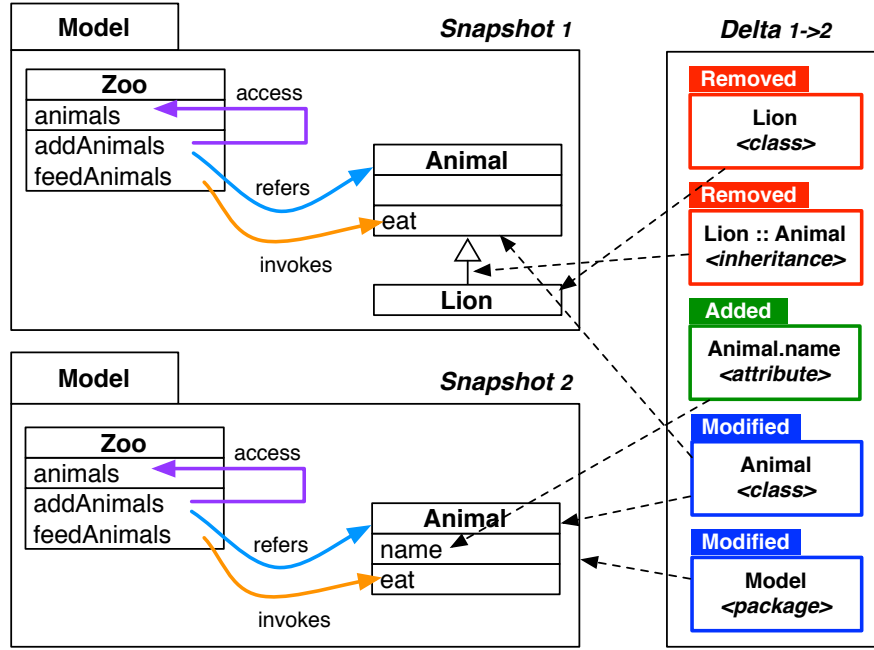 Model
Snapshot 1
Zoo
animals
addAnimals
feedAnimals
access
refers
invokes
Animal
eat
Lion
Model
Snapshot 2
Zoo
animals
addAnimals
feedAnimals
access
refers
invokes
Animal
name
eat
Delta 1->2
Removed
Lion
<class>
Removed
Lion :: Animal
<inheritance>
Added
Animal.name
<attribute>
Modified
Animal
<class>
Modified
Model
<package>